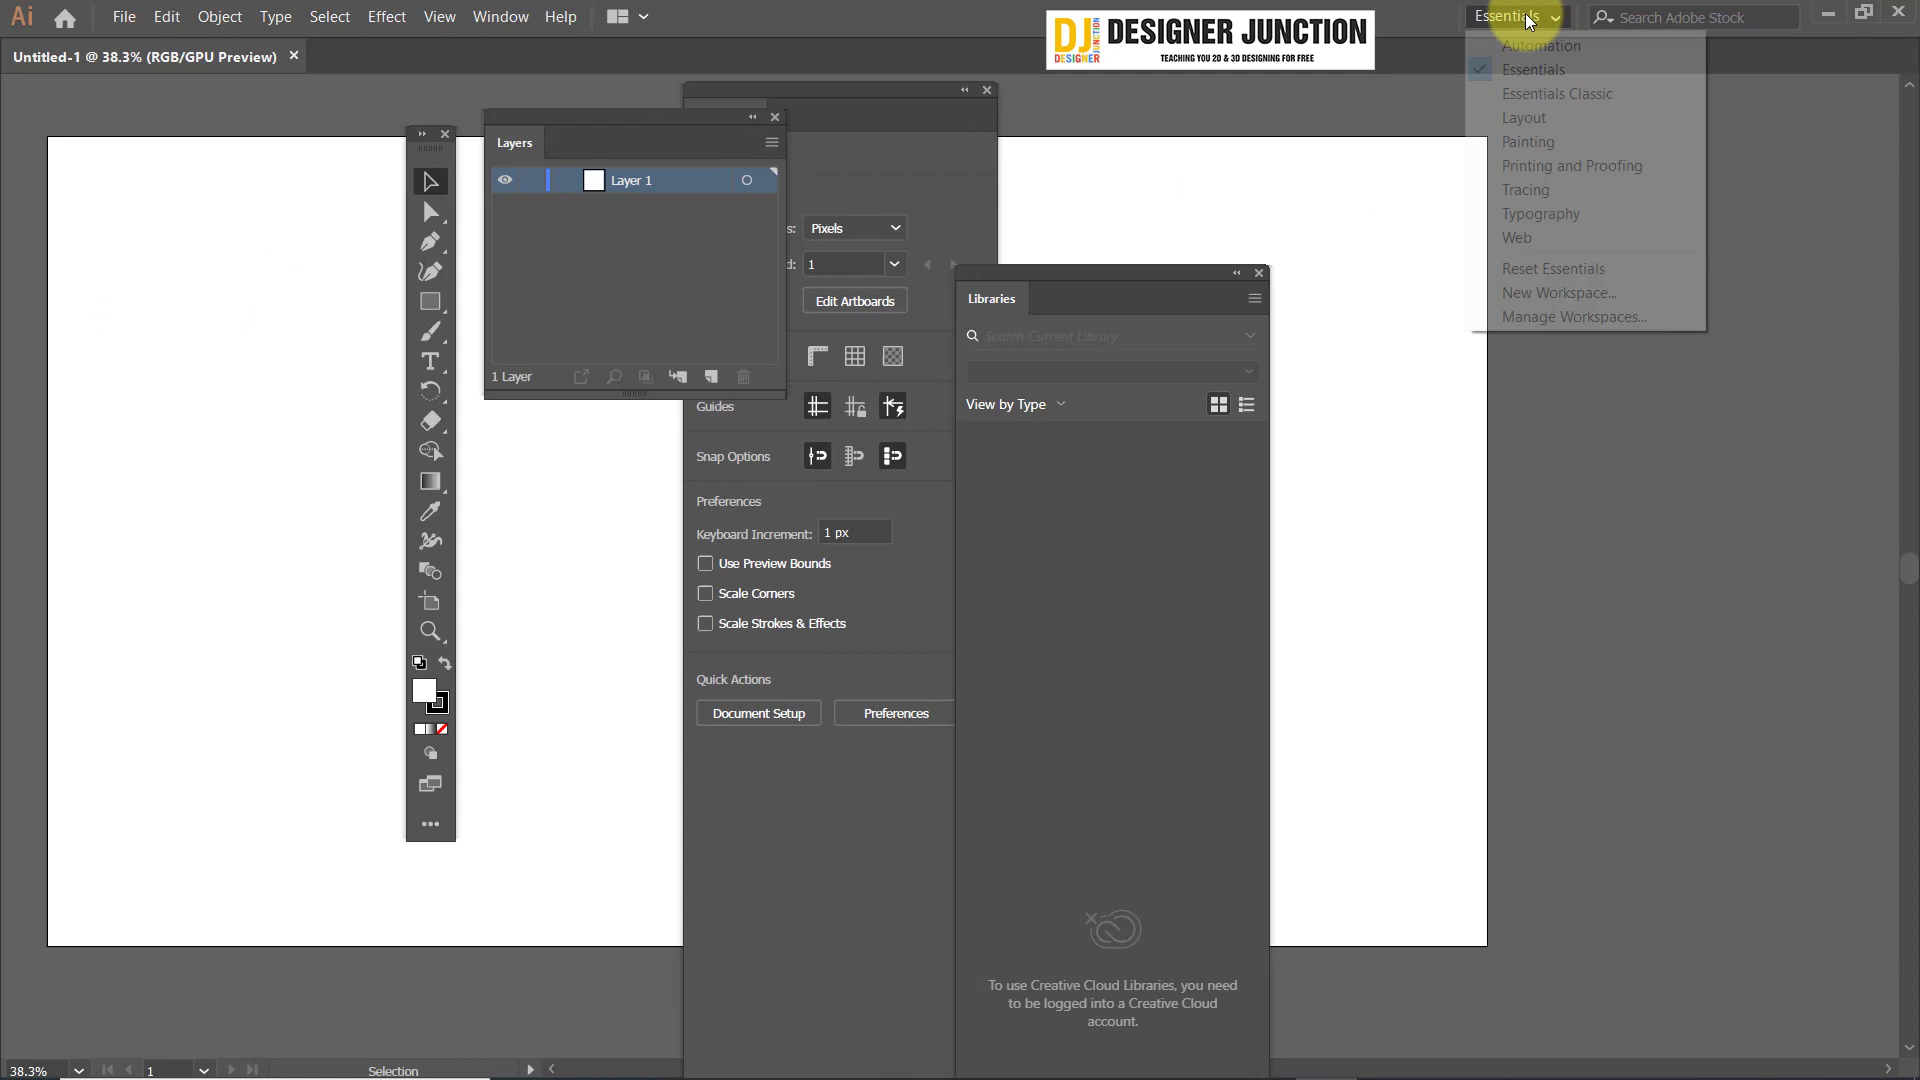 Ai File Edit Object Type Select Effect View Window Help
Essentials Search Adobe Stock
DJ DESIGNER JUNCTION
DESIGNER JUNCTION
TEACHING YOU 2D & 3D DESIGNING FOR FREE
Untitled-1 @ 38.3% (RGB/GPU Preview)
Automation
Essentials
Essentials Classic
Layout
Painting
Printing and Proofing
Tracing
Typography
Web
Reset Essentials
New Workspace...
Manage Workspaces...
Layers
Layer 1
1 Layer
s: Pixels
d: 1
Edit Artboards
Guides
Snap Options
Preferences
Keyboard Increment: 1 px
Use Preview Bounds
Scale Corners
Scale Strokes & Effects
Quick Actions
Document Setup Preferences
Libraries
Search Current Library
View by Type
To use Creative Cloud Libraries, you need
to be logged into a Creative Cloud
account.
38.3% 1 Selection